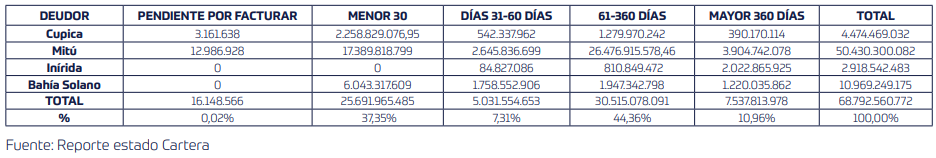 DEUDOR PENDIENTE POR FACTURAR MENOR 30 DÍAS 31-60 DÍAS 61-360 DÍAS MAYOR 360 DÍAS TOTAL
Cupica 3.161.638 2.258.829.076,95 542.337.962 1.279.970.242 390.170.114 4.474.469.032
Mitú 12.986.928 17.389.818.799 2.645.836.699 26.476.915.578,46 3.904.742.078 50.430.300.082
Inírida 0 0 84.827.086 810.849.472 2.022.865.925 2.918.542.483
Bahía Solano 0 6.043.317.609 1.758.552.906 1.947.342.798 1.220.035.862 10.969.249.175
TOTAL 16.148.566 25.691.965.485 5.031.554.653 30.515.078.091 7.537.813.978 68.792.560.772
% 0,02% 37,35% 7,31% 44,36% 10,96% 100,00%
Fuente: Reporte estado Cartera